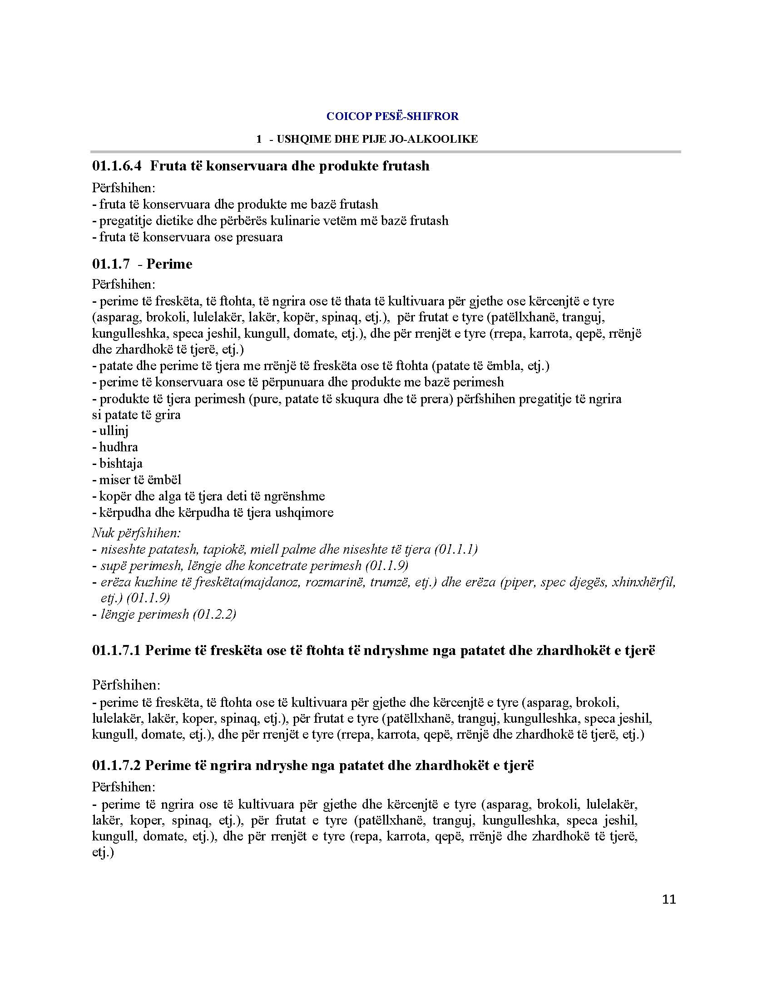 COICOP PESË-SHIFROR
1 - USHQIME DHE PIJE JO-ALKOOLIKE
01.1.6.4 Fruta të konservuara dhe produkte frutash
Përfshihen:
- fruta të konservuara dhe produkte me bazë frutash
- pregatitje dietike dhe përbërës kulinarie vetëm më bazë frutash
- fruta të konservuara ose presuara
01.1.7 - Perime
Përfshihen:
- perime të freskëta, të ftohta, të ngrira ose të thata të kultivuara për gjethe ose kërcenjtë e tyre
(asparag, brokoli, lulelakër, lakër, kopër, spinaq, etj.), për frutat e tyre (patëllxhanë, tranguj,
kungulleshka, speca jeshil, kungull, domate, etj.), dhe për rrenjët e tyre (rrepa, karrota, qepë, rrënjë
dhe zhardhokë të tjerë, etj.)
- patate dhe perime të tjera me rrënjë të freskëta ose të ftohta (patate të ëmbla, etj.)
- perime të konservuara ose të përpunuara dhe produkte me bazë perimesh
- produkte të tjera perimesh (pure, patate të skuqura dhe të prera) përfshihen pregatitje të ngrira
si patate të grira
- ullinj
- hudhra
- bishtaja
- miser të ëmbël
- kopër dhe alga të tjera deti të ngrënshme
- kërpudha dhe kërpudha të tjera ushqimore
Nuk përfshihen:
- niseshte patatesh, tapiokë, miell palme dhe niseshte të tjera (01.1.1)
- supë perimesh, lëngje dhe koncetrate perimesh (01.1.9)
- erëza kuzhine të freskëta(majdanoz, rozmarinë, trumzë, etj.) dhe erëza (piper, spec djegës, xhinxhërfil,
etj.) (01.1.9)
- lëngje perimesh (01.2.2)
01.1.7.1 Perime të freskëta ose të ftohta të ndryshme nga patatet dhe zhardhokët e tjerë
Përfshihen:
- perime të freskëta, të ftohta ose të kultivuara për gjethe dhe kërcenjtë e tyre (asparag, brokoli,
lulelakër, lakër, koper, spinaq, etj.), për frutat e tyre (patëllxhanë, tranguj, kungulleshka, speca jeshil,
kungull, domate, etj.), dhe për rrenjët e tyre (rrepa, karrota, qepë, rrënjë dhe zhardhokë të tjerë, etj.)
01.1.7.2 Perime të ngrira ndryshe nga patatet dhe zhardhokët e tjerë
Përfshihen:
- perime të ngrira ose të kultivuara për gjethe dhe kërcenjtë e tyre (asparag, brokoli, lulelakër,
lakër, koper, spinaq, etj.), për frutat e tyre (patëllxhanë, tranguj, kungulleshka, speca jeshil,
kungull, domate, etj.), dhe për rrenjët e tyre (repa, karrota, qepë, rrënjë dhe zhardhokë të tjerë,
etj.)
11